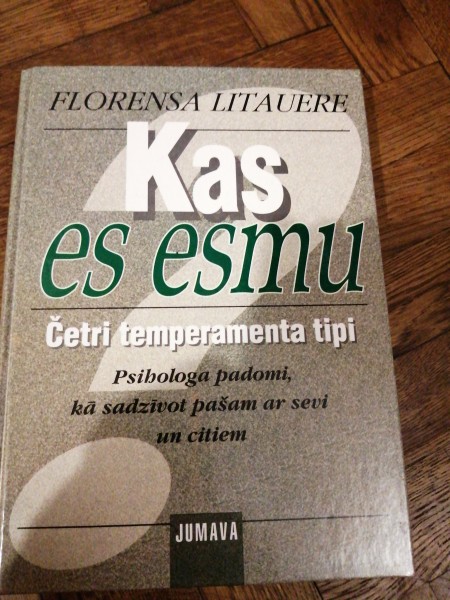 FLORENSA LITAUERE
Kas
es esmu
?
Četri temperamenta tipi
Psihologa padomi,
kā sadzīvot pašam ar sevi
un citiem
JUMAVA